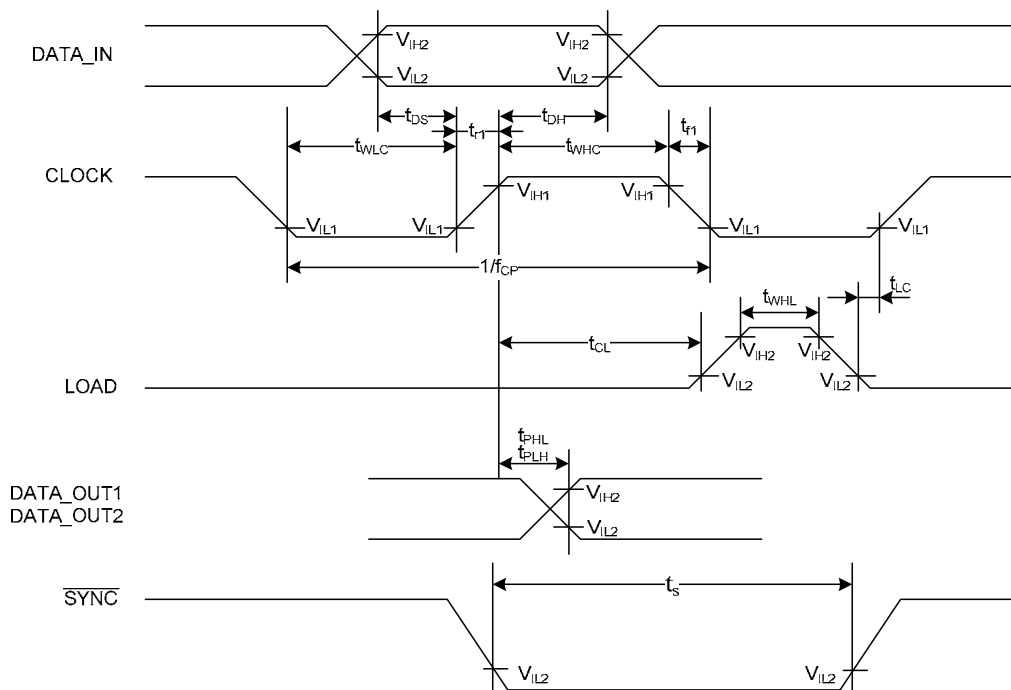 DATA_IN
VIH2 VIH2
VIL2 VIL2
tDS tr1 tDH tf1
tWLC tWHC
CLOCK
VIH1 VIH1
VIL1 VIL1 VIL1 VIL1
1/fCP
tLC
tWHL
tCL
VIH2 VIH2
VIL2 VIL2
LOAD
tPHL
tPLH
DATA_OUT1
DATA_OUT2
VIH2
VIL2
SYNC
ts
VIL2 VIL2